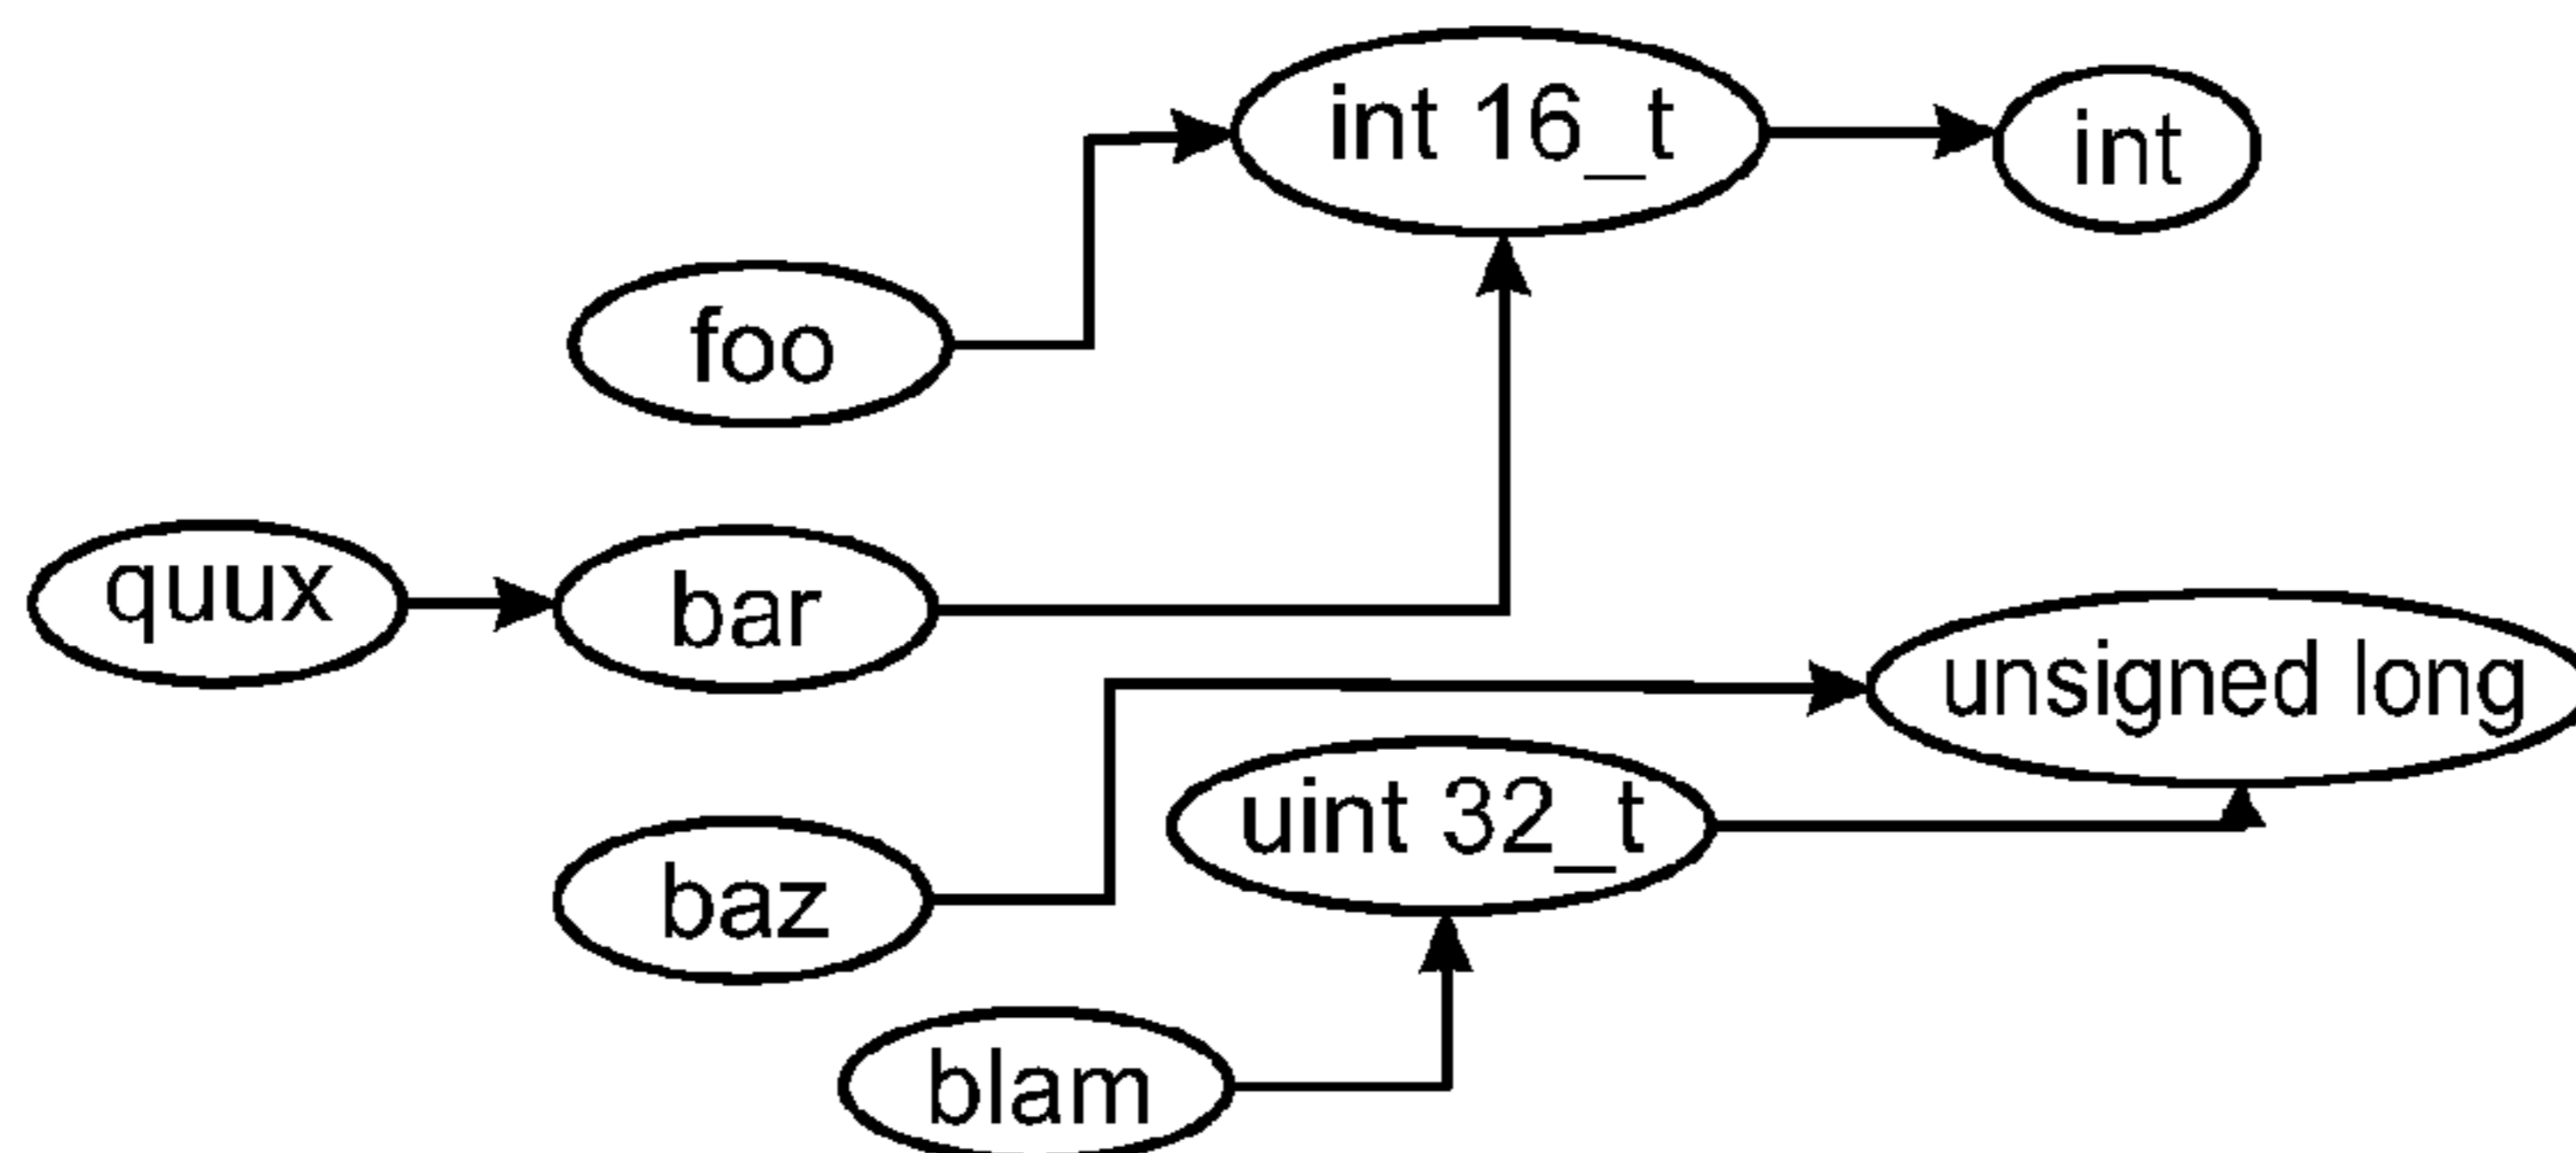 int 16_t
int
foo
quux
bar
unsigned long
uint 32_t
baz
blam